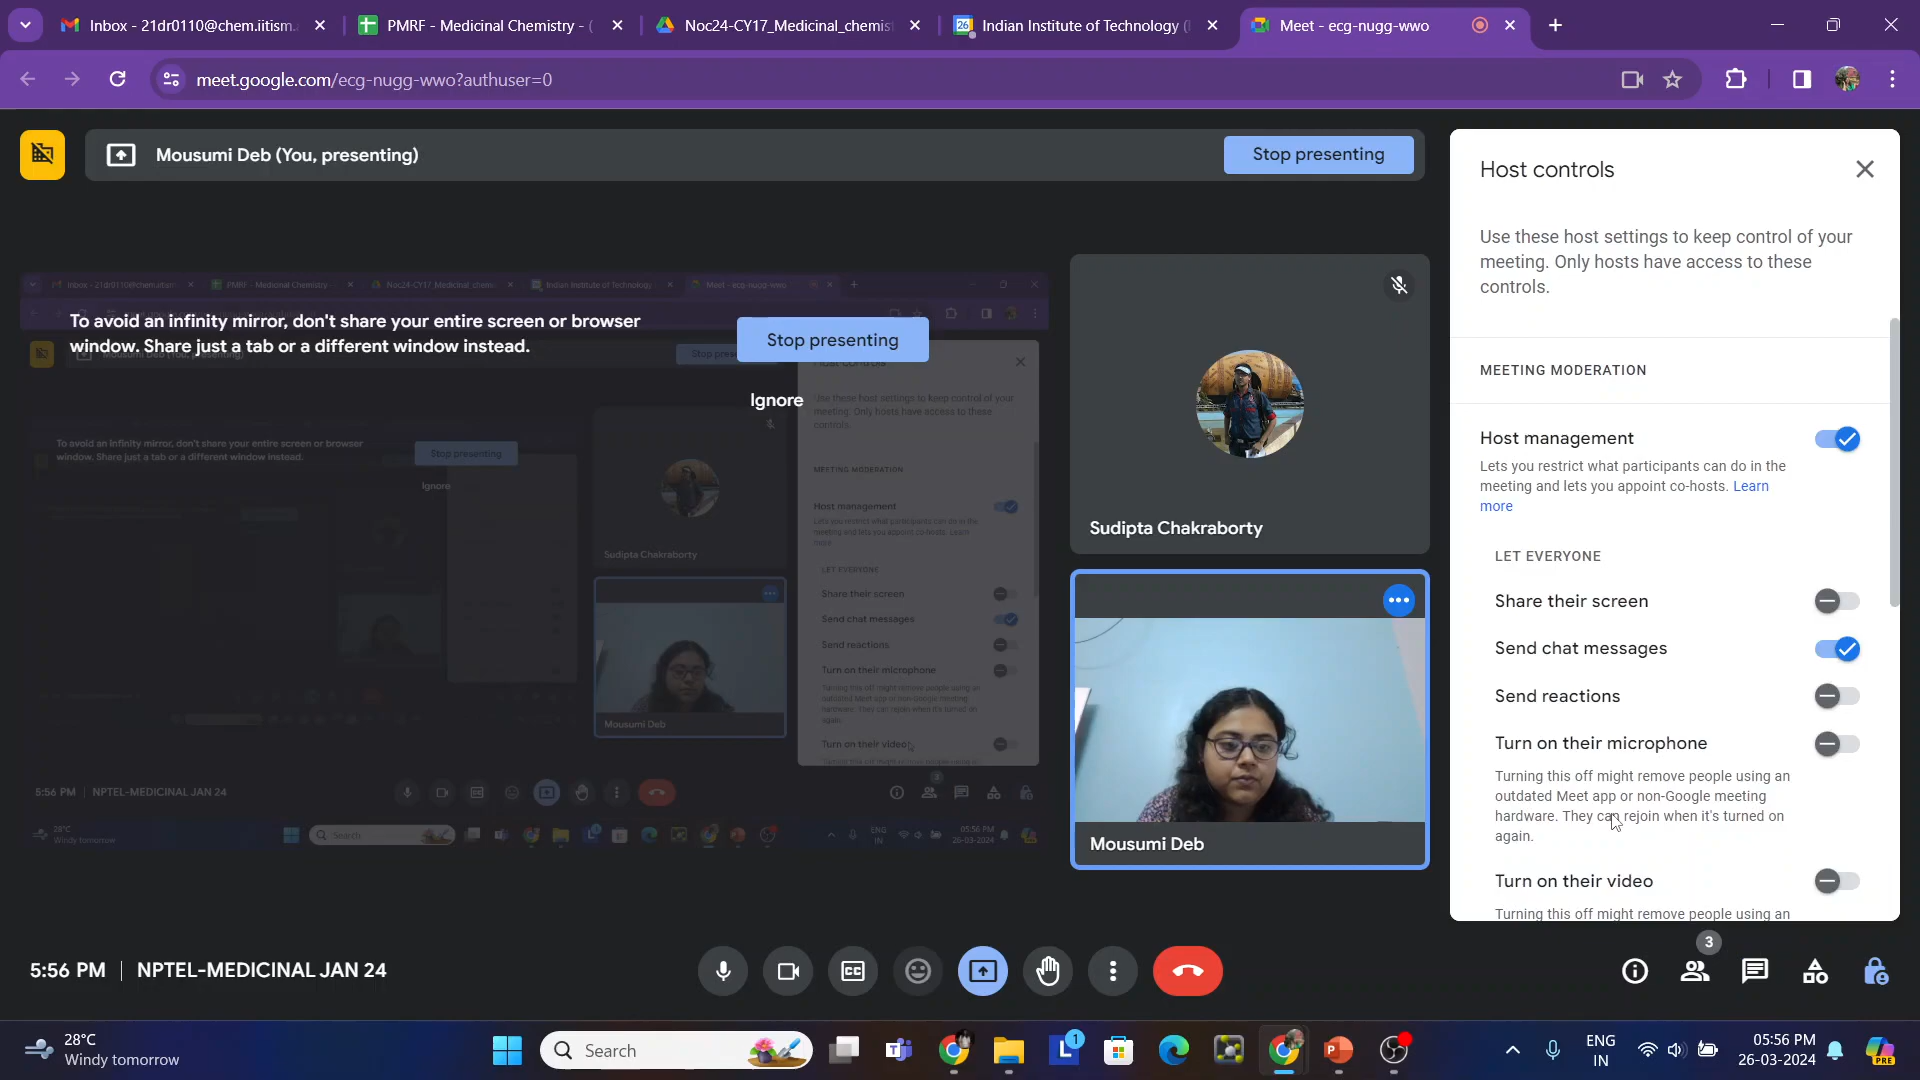 Inbox - 21dr0110@chem.iitism.
PMRF - Medicinal Chemistry - (
Noc24-CY17_Medicinal_chemis
Indian Institute of Technology (
Meet - ecg-nugg-wwo
meet.google.com/ecg-nugg-wwo?authuser=0
Mousumi Deb (You, presenting)
Stop presenting
To avoid an infinity mirror, don't share your entire screen or browser
window. Share just a tab or a different window instead.
Stop presenting
Ignore
Sudipta Chakraborty
Mousumi Deb
Host controls
Use these host settings to keep control of your
meeting. Only hosts have access to these
controls.
MEETING MODERATION
Host management
Lets you restrict what participants can do in the
meeting and lets you appoint co-hosts. Learn
more
LET EVERYONE
Share their screen
Send chat messages
Send reactions
Turn on their microphone
Turning this off might remove people using an
outdated Meet app or non-Google meeting
hardware. They can rejoin when it's turned on
again.
Turn on their video
Turning this off might remove people using an
5:56 PM | NPTEL-MEDICINAL JAN 24
3
28°C
Windy tomorrow
Search
1
ENG
IN
05:56 PM
26-03-2024
PRE